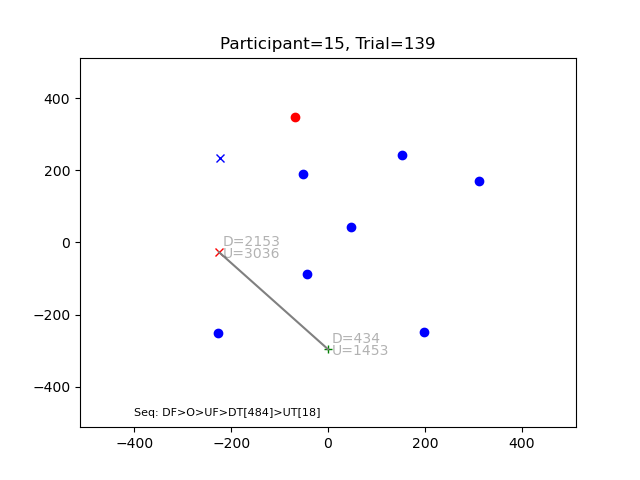 Participant=15, Trial=139
400
200
0
−200
−400
D=2153
U=3036
D=434
U=1453
Seq: DF>O>UF>DT[484]>UT[18]
−400
−200
0
200
400